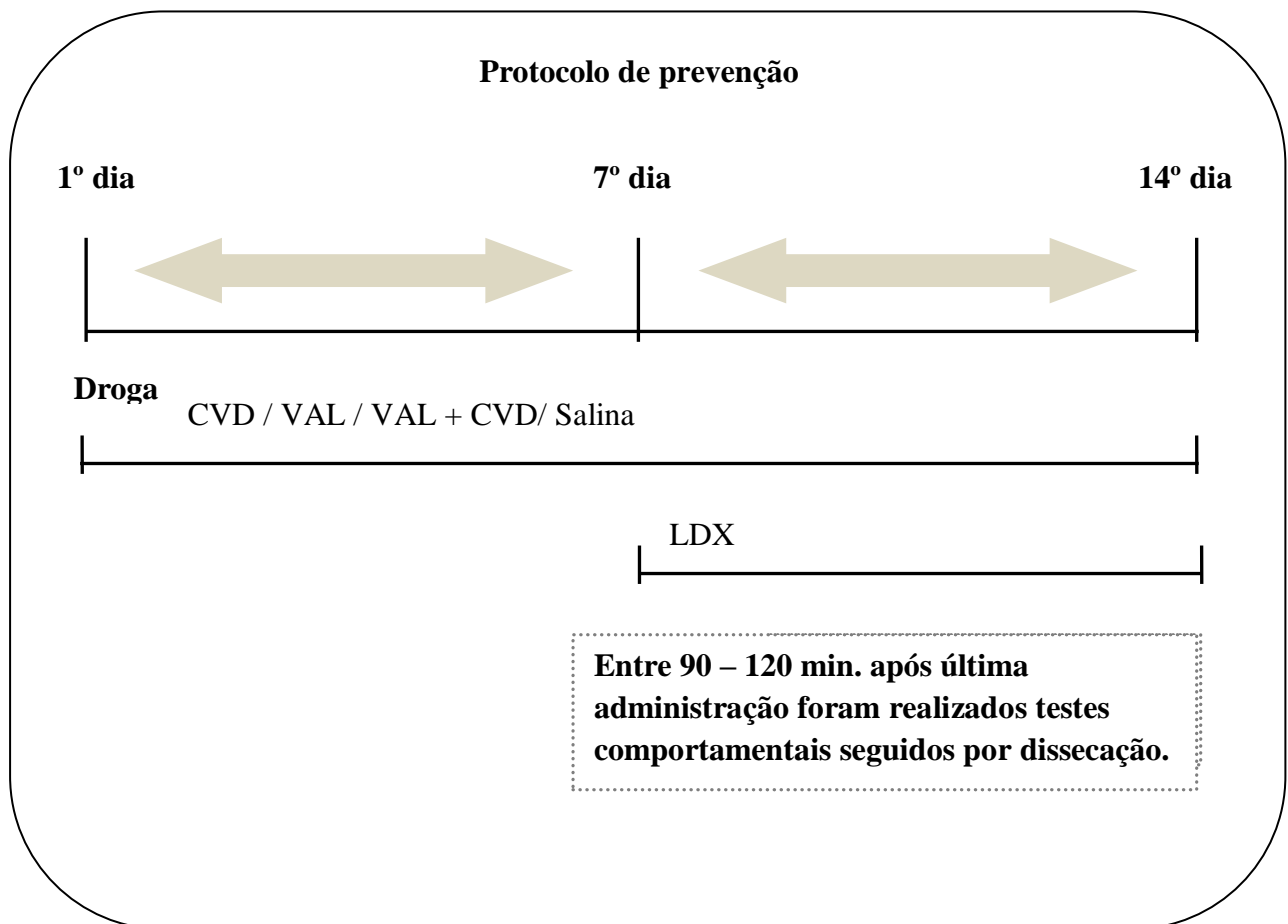 Protocolo de prevenção
1º dia
7º dia
14º dia
Droga
CVD / VAL / VAL + CVD/ Salina
LDX
Entre 90 – 120 min. após última
administração foram realizados testes
comportamentais seguidos por dissecação.